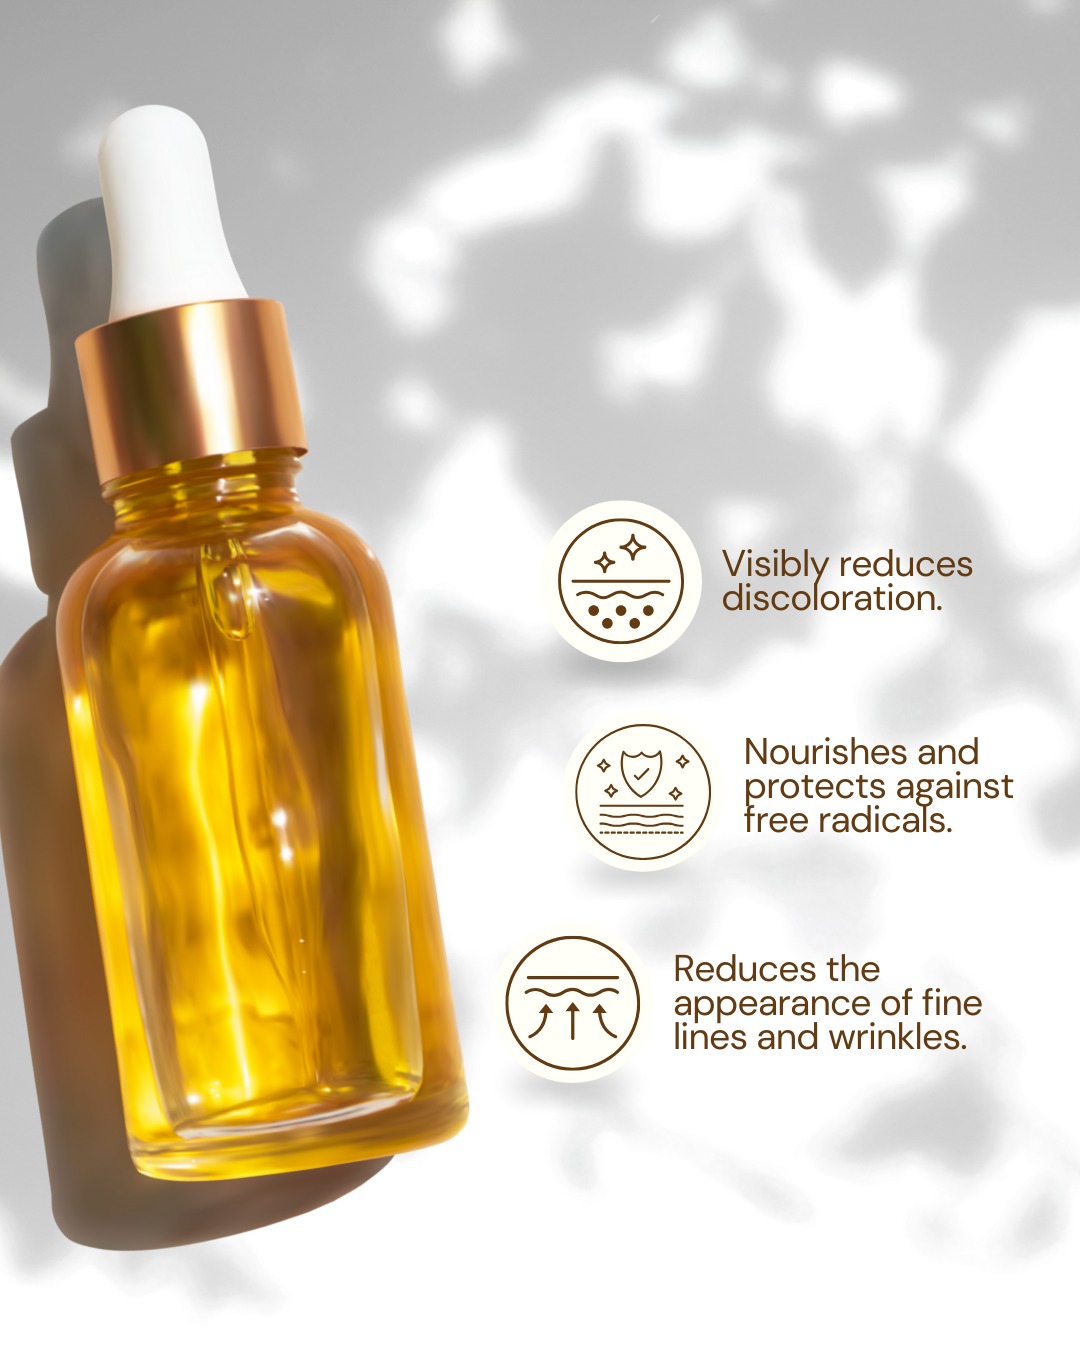 Visibly reduces
discoloration.
Nourishes and
protects against
free radicals.
Reduces the
appearance of fine
lines and wrinkles.